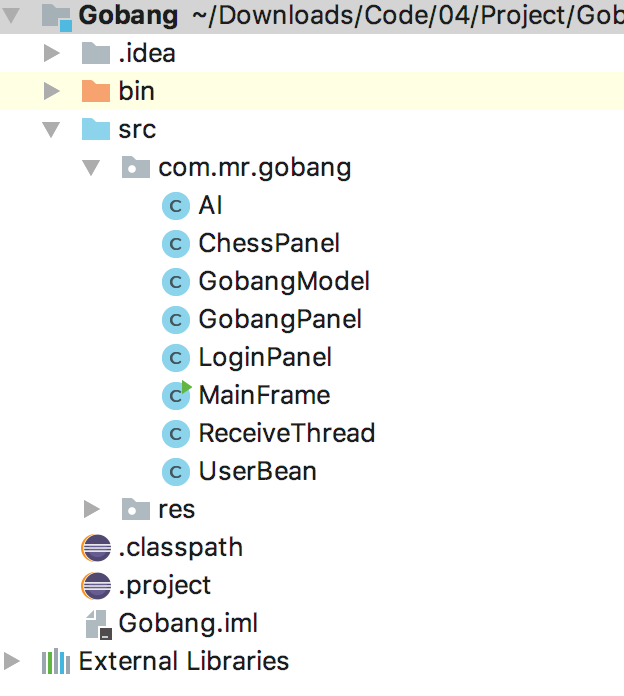 Gobang ~/Downloads/Code/04/Project/Gob
.idea
bin
src
com.mr.gobang
C AI
C ChessPanel
C GobangModel
C GobangPanel
C LoginPanel
C MainFrame
C ReceiveThread
C UserBean
res
.classpath
.project
Gobang.iml
External Libraries